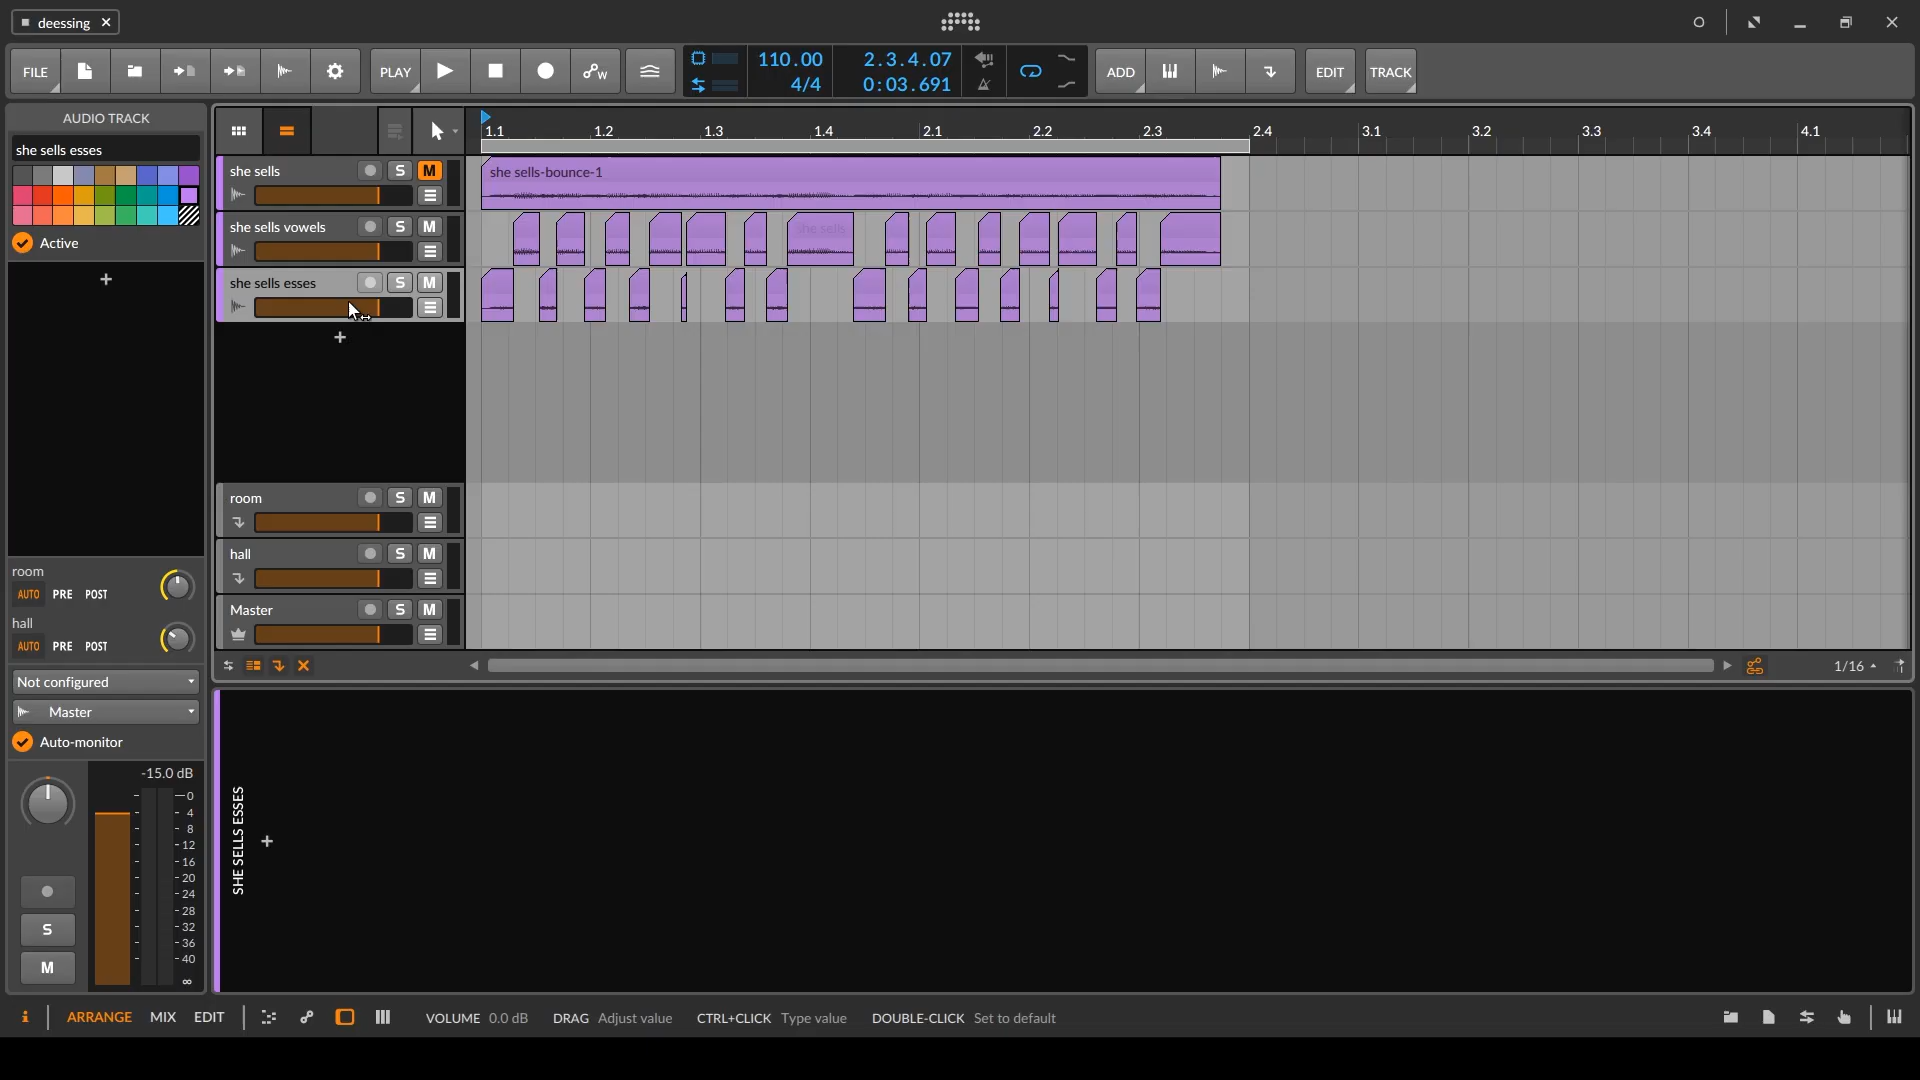 deessing
FILE PLAY 110.00 2.3.4.07 ADD EDIT TRACK
4/4 0:03.691
AUDIO TRACK
she sells esses
Active
room
AUTO PRE POST
hall
AUTO PRE POST
Not configured
Master
Auto-monitor
-15.0 dB
0
4
8
12
16
20
24
28
32
36
40
∞
S
M
1.1 1.2 1.3 1.4 2.1 2.2 2.3 2.4 3.1 3.2 3.3 3.4 4.1
she sells S M
she sells-bounce-1
she sells vowels S M
she sells
she sells esses S M
room S M
hall S M
Master S M
1/16
SHE SELLS ESSES
i ARRANGE MIX EDIT VOLUME 0.0 dB DRAG Adjust value CTRL+CLICK Type value DOUBLE-CLICK Set to default